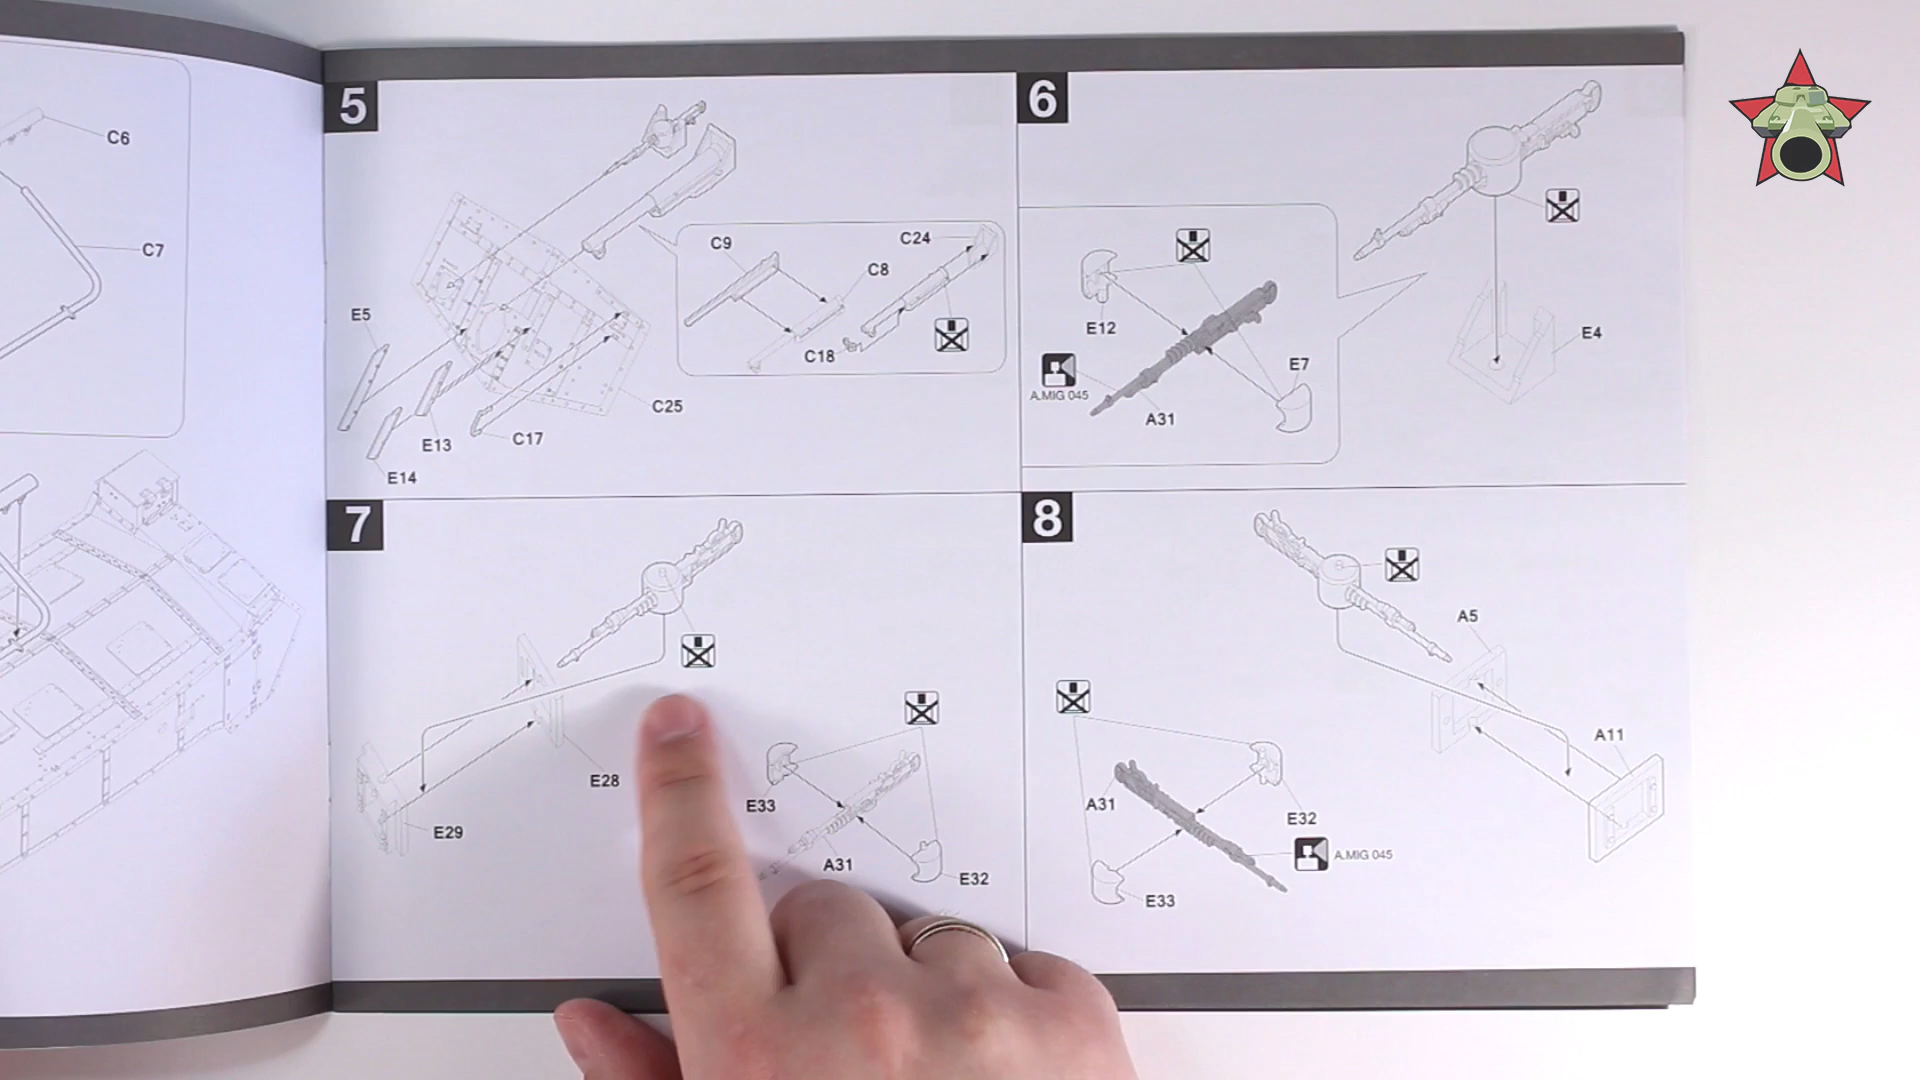 C6
C7
5
C9
C24
C8
C18
E5
E13
E14
C17
C25
6
E12
E7
A.MIG 045
A31
E4
7
E28
E29
E33
A31
E32
8
A5
A11
A31
E32
A.MIG 045
E33